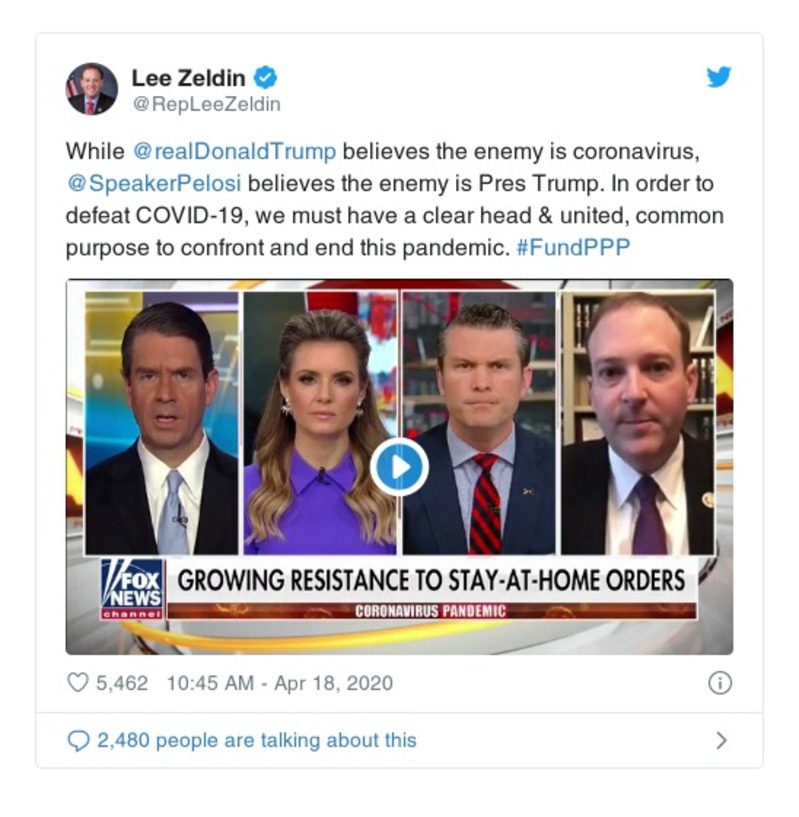 Lee Zeldin
@RepLeeZeldin
While @realDonaldTrump believes the enemy is coronavirus,
@SpeakerPelosi believes the enemy is Pres Trump. In order to
defeat COVID-19, we must have a clear head & united, common
purpose to confront and end this pandemic. #FundPPP
FOX
NEWS
channel
GROWING RESISTANCE TO STAY-AT-HOME ORDERS
CORONAVIRUS PANDEMIC
5,462 10:45 AM - Apr 18, 2020
2,480 people are talking about this